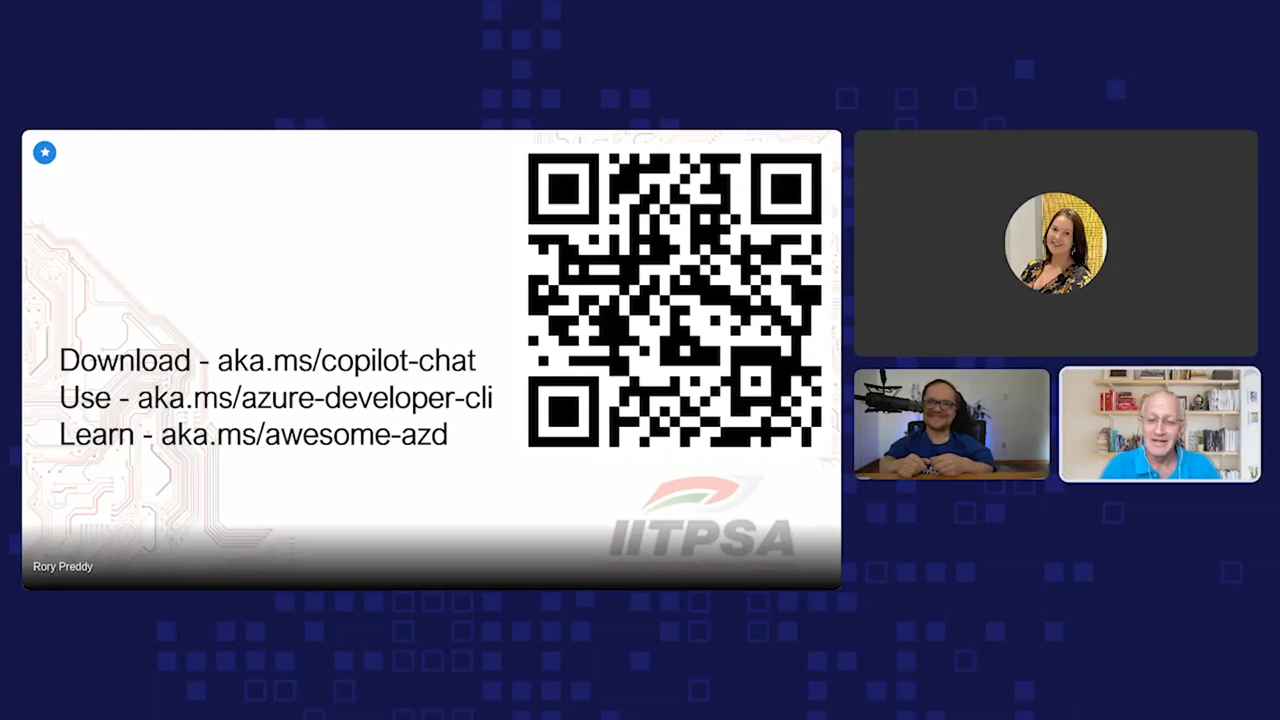 Download - aka.ms/copilot-chat
Use - aka.ms/azure-developer-cli
Learn - aka.ms/awesome-azd
IITPSA
Rory Preddy